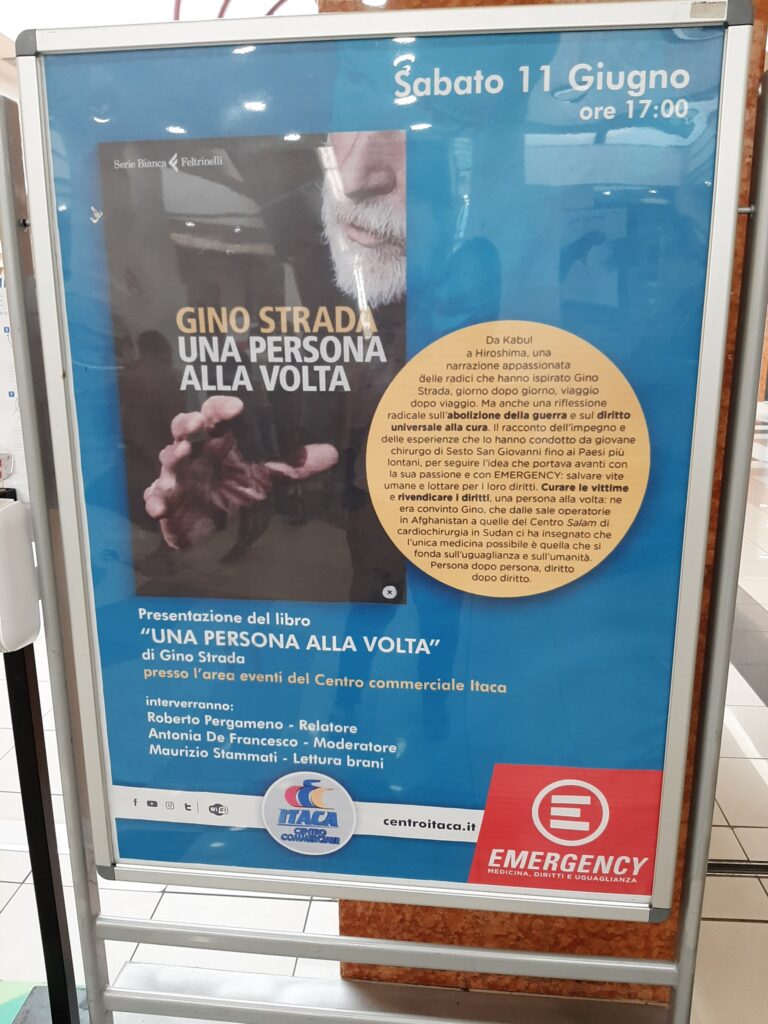 Sabato 11 Giugno
ore 17:00
Serie Bianca Feltrinelli
GINO STRADA
UNA PERSONA
ALLA VOLTA
Da Kabul
a Hiroshima, una
narrazione appassionata
delle radici che hanno ispirato Gino
Strada, giorno dopo giorno, viaggio
dopo viaggio. Ma anche una riflessione
radicale sull'abolizione della guerra e sul diritto
universale alla cura. Il racconto dell'impegno e
delle esperienze che lo hanno condotto da giovane
chirurgo di Sesto San Giovanni fino ai Paesi più
lontani, per seguire l'idea che portava avanti con
la sua passione e con EMERGENCY: salvare vite
umane e lottare per i loro diritti. Curare le vittime
e rivendicare i diritti, una persona alla volta: ne
era convinto Gino, che dalle sale operatorie
in Afghanistan a quelle del Centro Salam di
cardiochirurgia in Sudan ci ha insegnato che
l'unica medicina possibile è quella che si
fonda sull'uguaglianza e sull'umanità.
Persona dopo persona, diritto
dopo diritto.
Presentazione del libro
"UNA PERSONA ALLA VOLTA"
di Gino Strada
presso l'area eventi del Centro commerciale Itaca
interverranno:
Roberto Pergameno - Relatore
Antonia De Francesco - Moderatore
Maurizio Stammati - Lettura brani
WiFi
ITACA
CENTRO
COMMERCIALE
centroitaca.it
EMERGENCY
MEDICINA, DIRITTI E UGUAGLIANZA